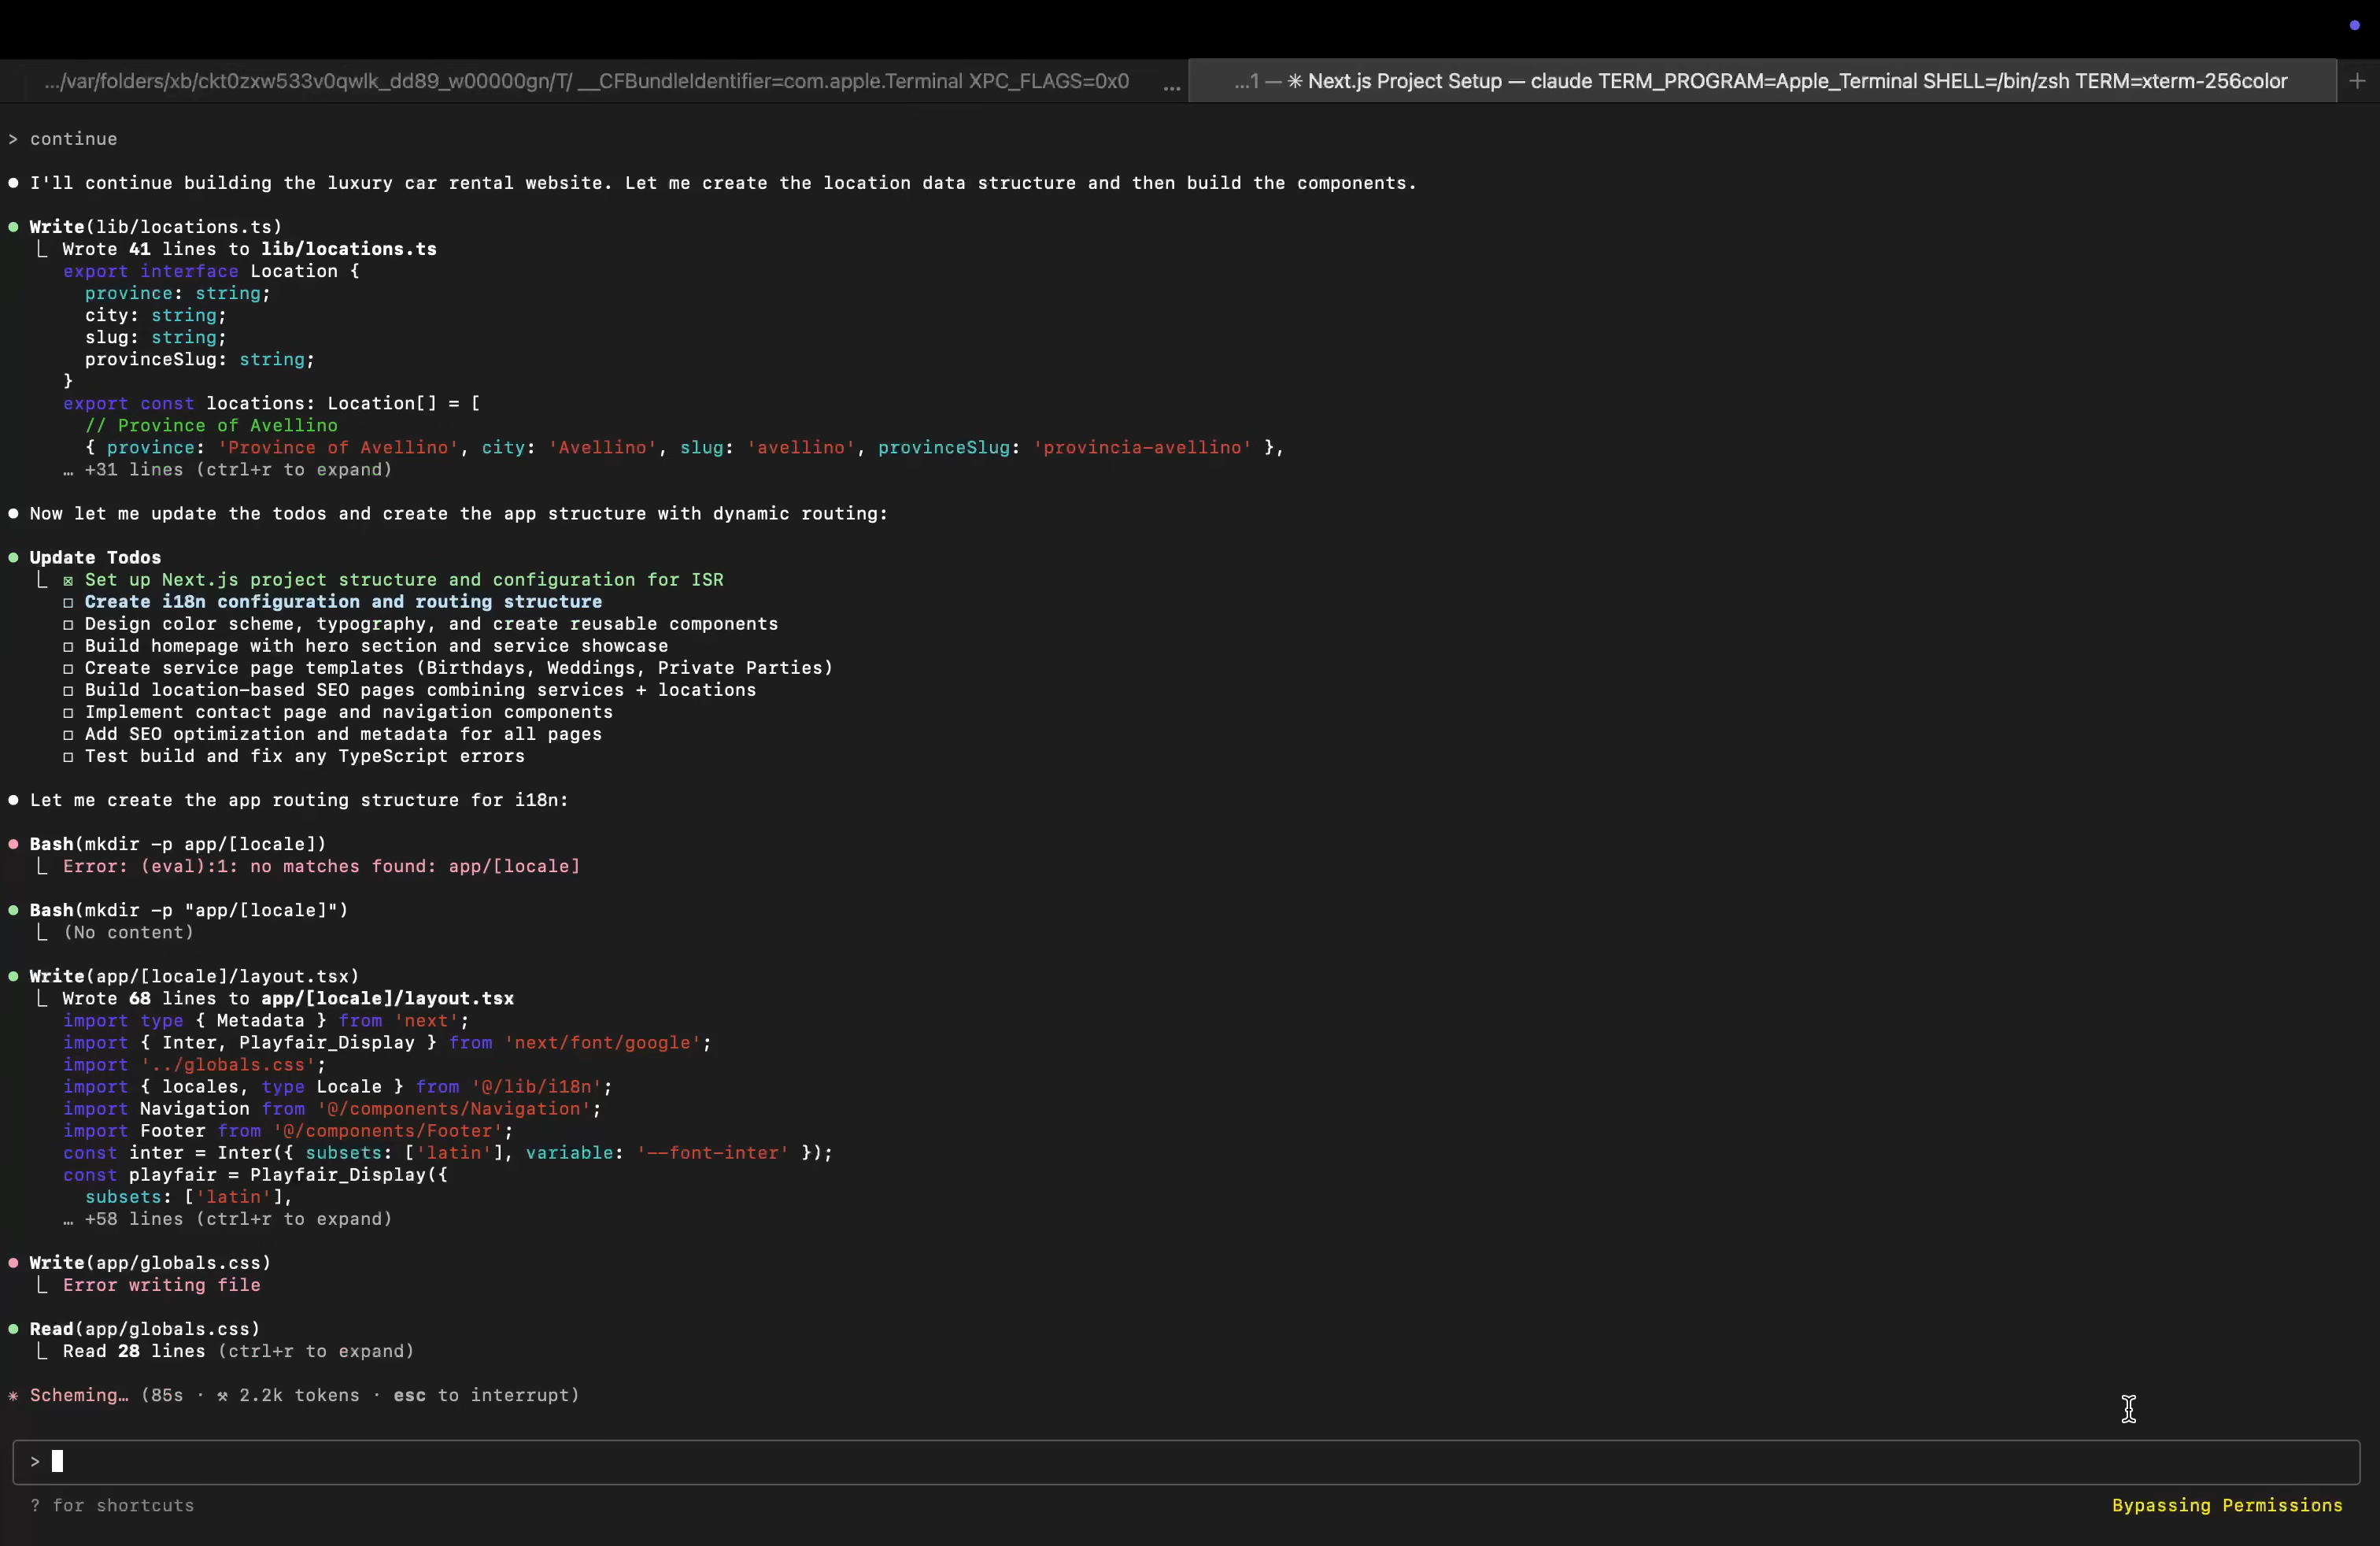 .../var/folders/xb/ckt0zxw533v0qwlk_dd89_w00000gn/T/ __CFBundleIdentifier=com.apple.Terminal XPC_FLAGS=0x0 ...
...1 — ✳ Next.js Project Setup — claude TERM_PROGRAM=Apple_Terminal SHELL=/bin/zsh TERM=xterm-256color +
> continue
● I'll continue building the luxury car rental website. Let me create the location data structure and then build the components.
● Write(lib/locations.ts)
⎿ Wrote 41 lines to lib/locations.ts
export interface Location {
province: string;
city: string;
slug: string;
provinceSlug: string;
}
export const locations: Location[] = [
// Province of Avellino
{ province: 'Province of Avellino', city: 'Avellino', slug: 'avellino', provinceSlug: 'provincia-avellino' },
… +31 lines (ctrl+r to expand)
● Now let me update the todos and create the app structure with dynamic routing:
● Update Todos
⎿ ☒ Set up Next.js project structure and configuration for ISR
☐ Create i18n configuration and routing structure
☐ Design color scheme, typography, and create reusable components
☐ Build homepage with hero section and service showcase
☐ Create service page templates (Birthdays, Weddings, Private Parties)
☐ Build location-based SEO pages combining services + locations
☐ Implement contact page and navigation components
☐ Add SEO optimization and metadata for all pages
☐ Test build and fix any TypeScript errors
● Let me create the app routing structure for i18n:
● Bash(mkdir -p app/[locale])
⎿ Error: (eval):1: no matches found: app/[locale]
● Bash(mkdir -p "app/[locale]")
⎿ (No content)
● Write(app/[locale]/layout.tsx)
⎿ Wrote 68 lines to app/[locale]/layout.tsx
import type { Metadata } from 'next';
import { Inter, Playfair_Display } from 'next/font/google';
import '../globals.css';
import { locales, type Locale } from '@/lib/i18n';
import Navigation from '@/components/Navigation';
import Footer from '@/components/Footer';
const inter = Inter({ subsets: ['latin'], variable: '--font-inter' });
const playfair = Playfair_Display({
subsets: ['latin'],
… +58 lines (ctrl+r to expand)
● Write(app/globals.css)
⎿ Error writing file
● Read(app/globals.css)
⎿ Read 28 lines (ctrl+r to expand)
✳ Scheming… (85s · ⚒ 2.2k tokens · esc to interrupt)
>
? for shortcuts
Bypassing Permissions